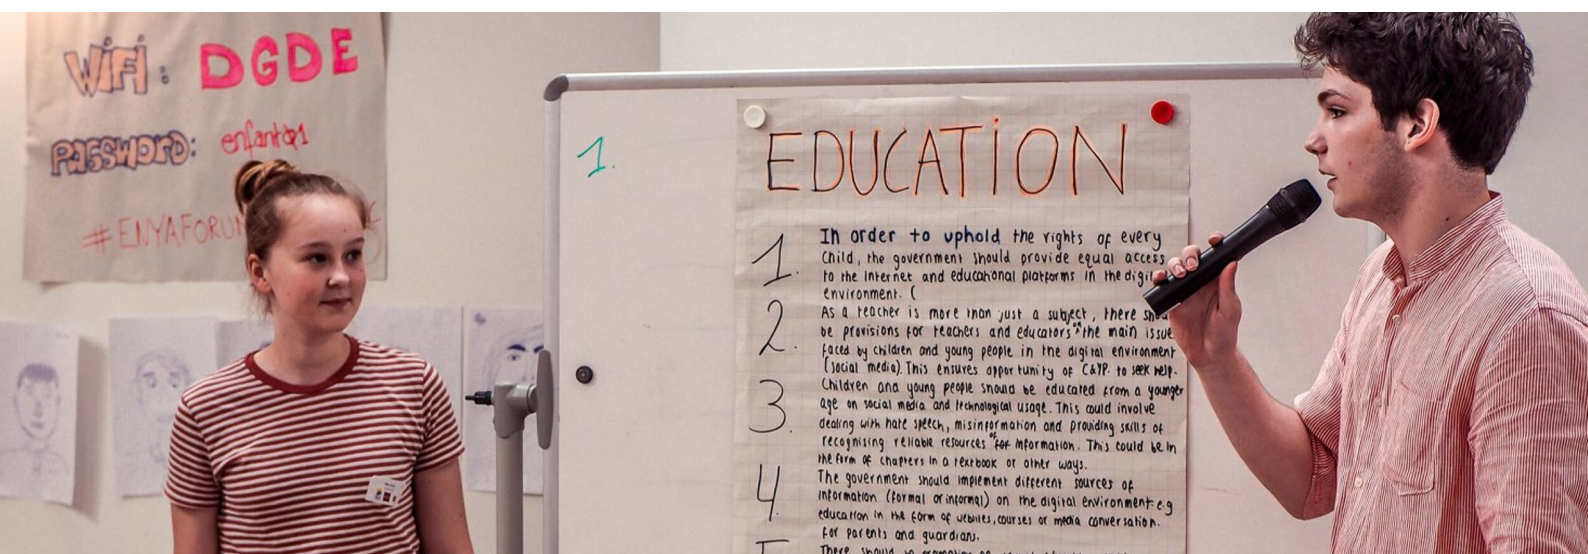 WiFi: DGDE
PASSWORD:
#ENYAFORUM
1.
EDUCATION
1. In order to uphold the rights of every
Child, the government should provide equal access
to the internet and educational platforms in the
environment. (
2. As a teacher is more than just a subject, there
be provisions for teachers and educators on the main issue
faced by children and young people in the digital environment
(social media). This ensures opportunity of C&YP. to seek help.
3. Children and young people should be educated from a younger
age on social media and technological usage. This could involve
dealing with hate speech, misinformation and providing skills of
recognising reliable resources of for information. This could be in
the form of chapters in a textbook or other ways.
4. The government should implement different sources of
information (formal or informal) on the digital environment e.g
education in the form of websites, courses or media conversation.
for parents and guardians.
There should